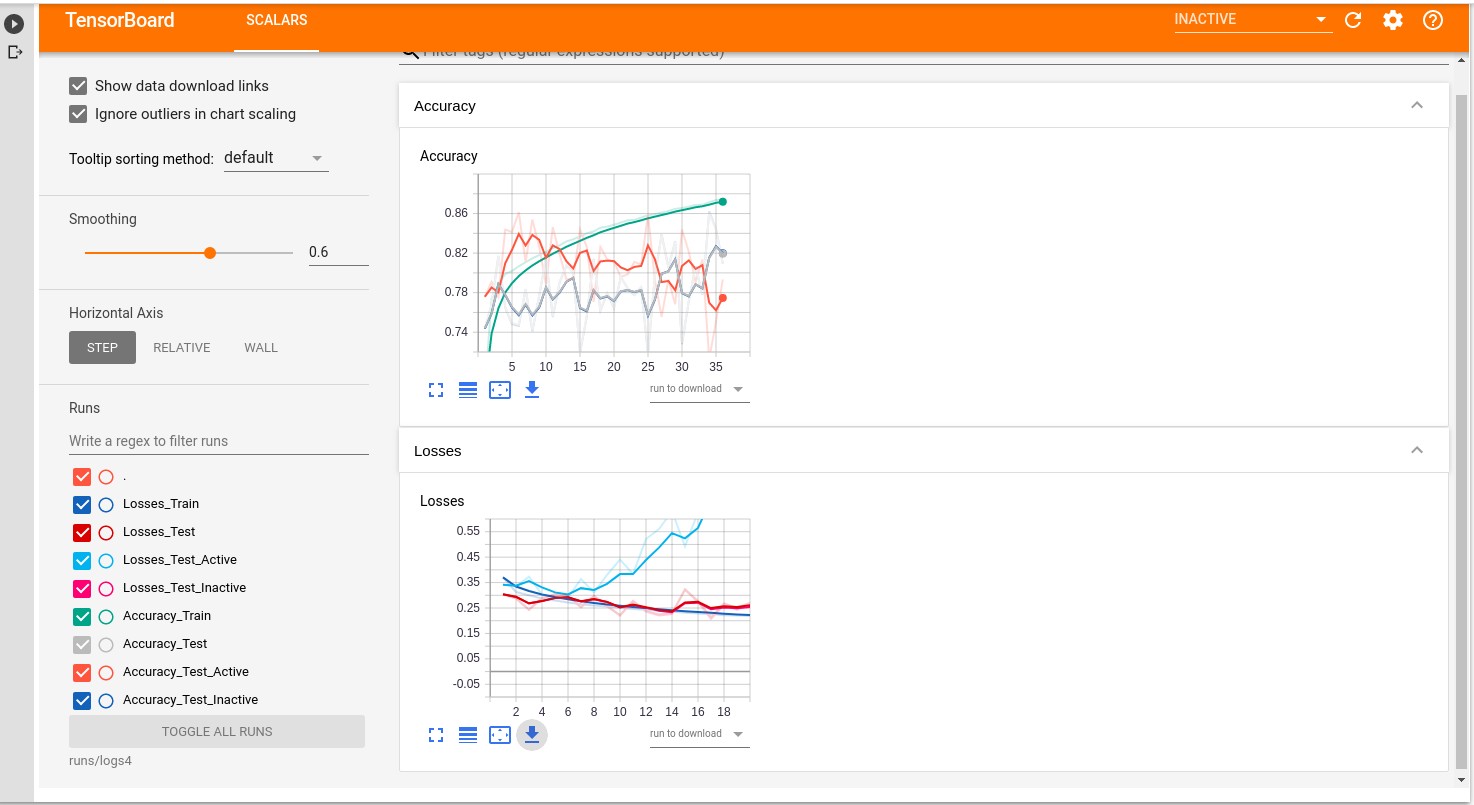 TensorBoard
SCALARS
INACTIVE
Filter tags (regular expressions supported)
Show data download links
Ignore outliers in chart scaling
Tooltip sorting method: default
Smoothing
0.6
Horizontal Axis
STEP RELATIVE WALL
Runs
Write a regex to filter runs
.
Losses_Train
Losses_Test
Losses_Test_Active
Losses_Test_Inactive
Accuracy_Train
Accuracy_Test
Accuracy_Test_Active
Accuracy_Test_Inactive
TOGGLE ALL RUNS
runs/logs4
Accuracy
Accuracy
0.86
0.82
0.78
0.74
5 10 15 20 25 30 35
run to download
Losses
Losses
0.55
0.45
0.35
0.25
0.15
0.05
-0.05
2 4 6 8 10 12 14 16 18
run to download